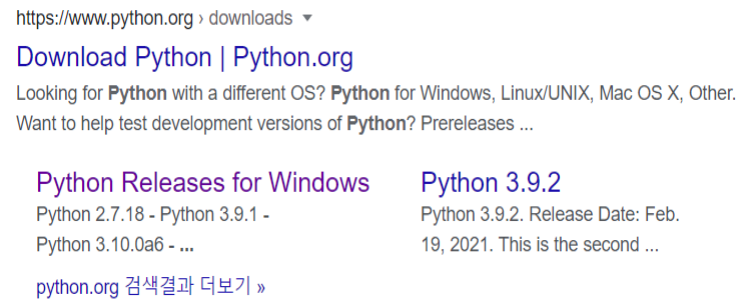 https://www.python.org › downloads ▼
Download Python | Python.org
Looking for Python with a different OS? Python for Windows, Linux/UNIX, Mac OS X, Other.
Want to help test development versions of Python? Prereleases ...
Python Releases for Windows
Python 2.7.18 - Python 3.9.1 -
Python 3.10.0a6 - ...
Python 3.9.2
Python 3.9.2. Release Date: Feb.
19, 2021. This is the second ...
python.org 검색결과 더보기 »